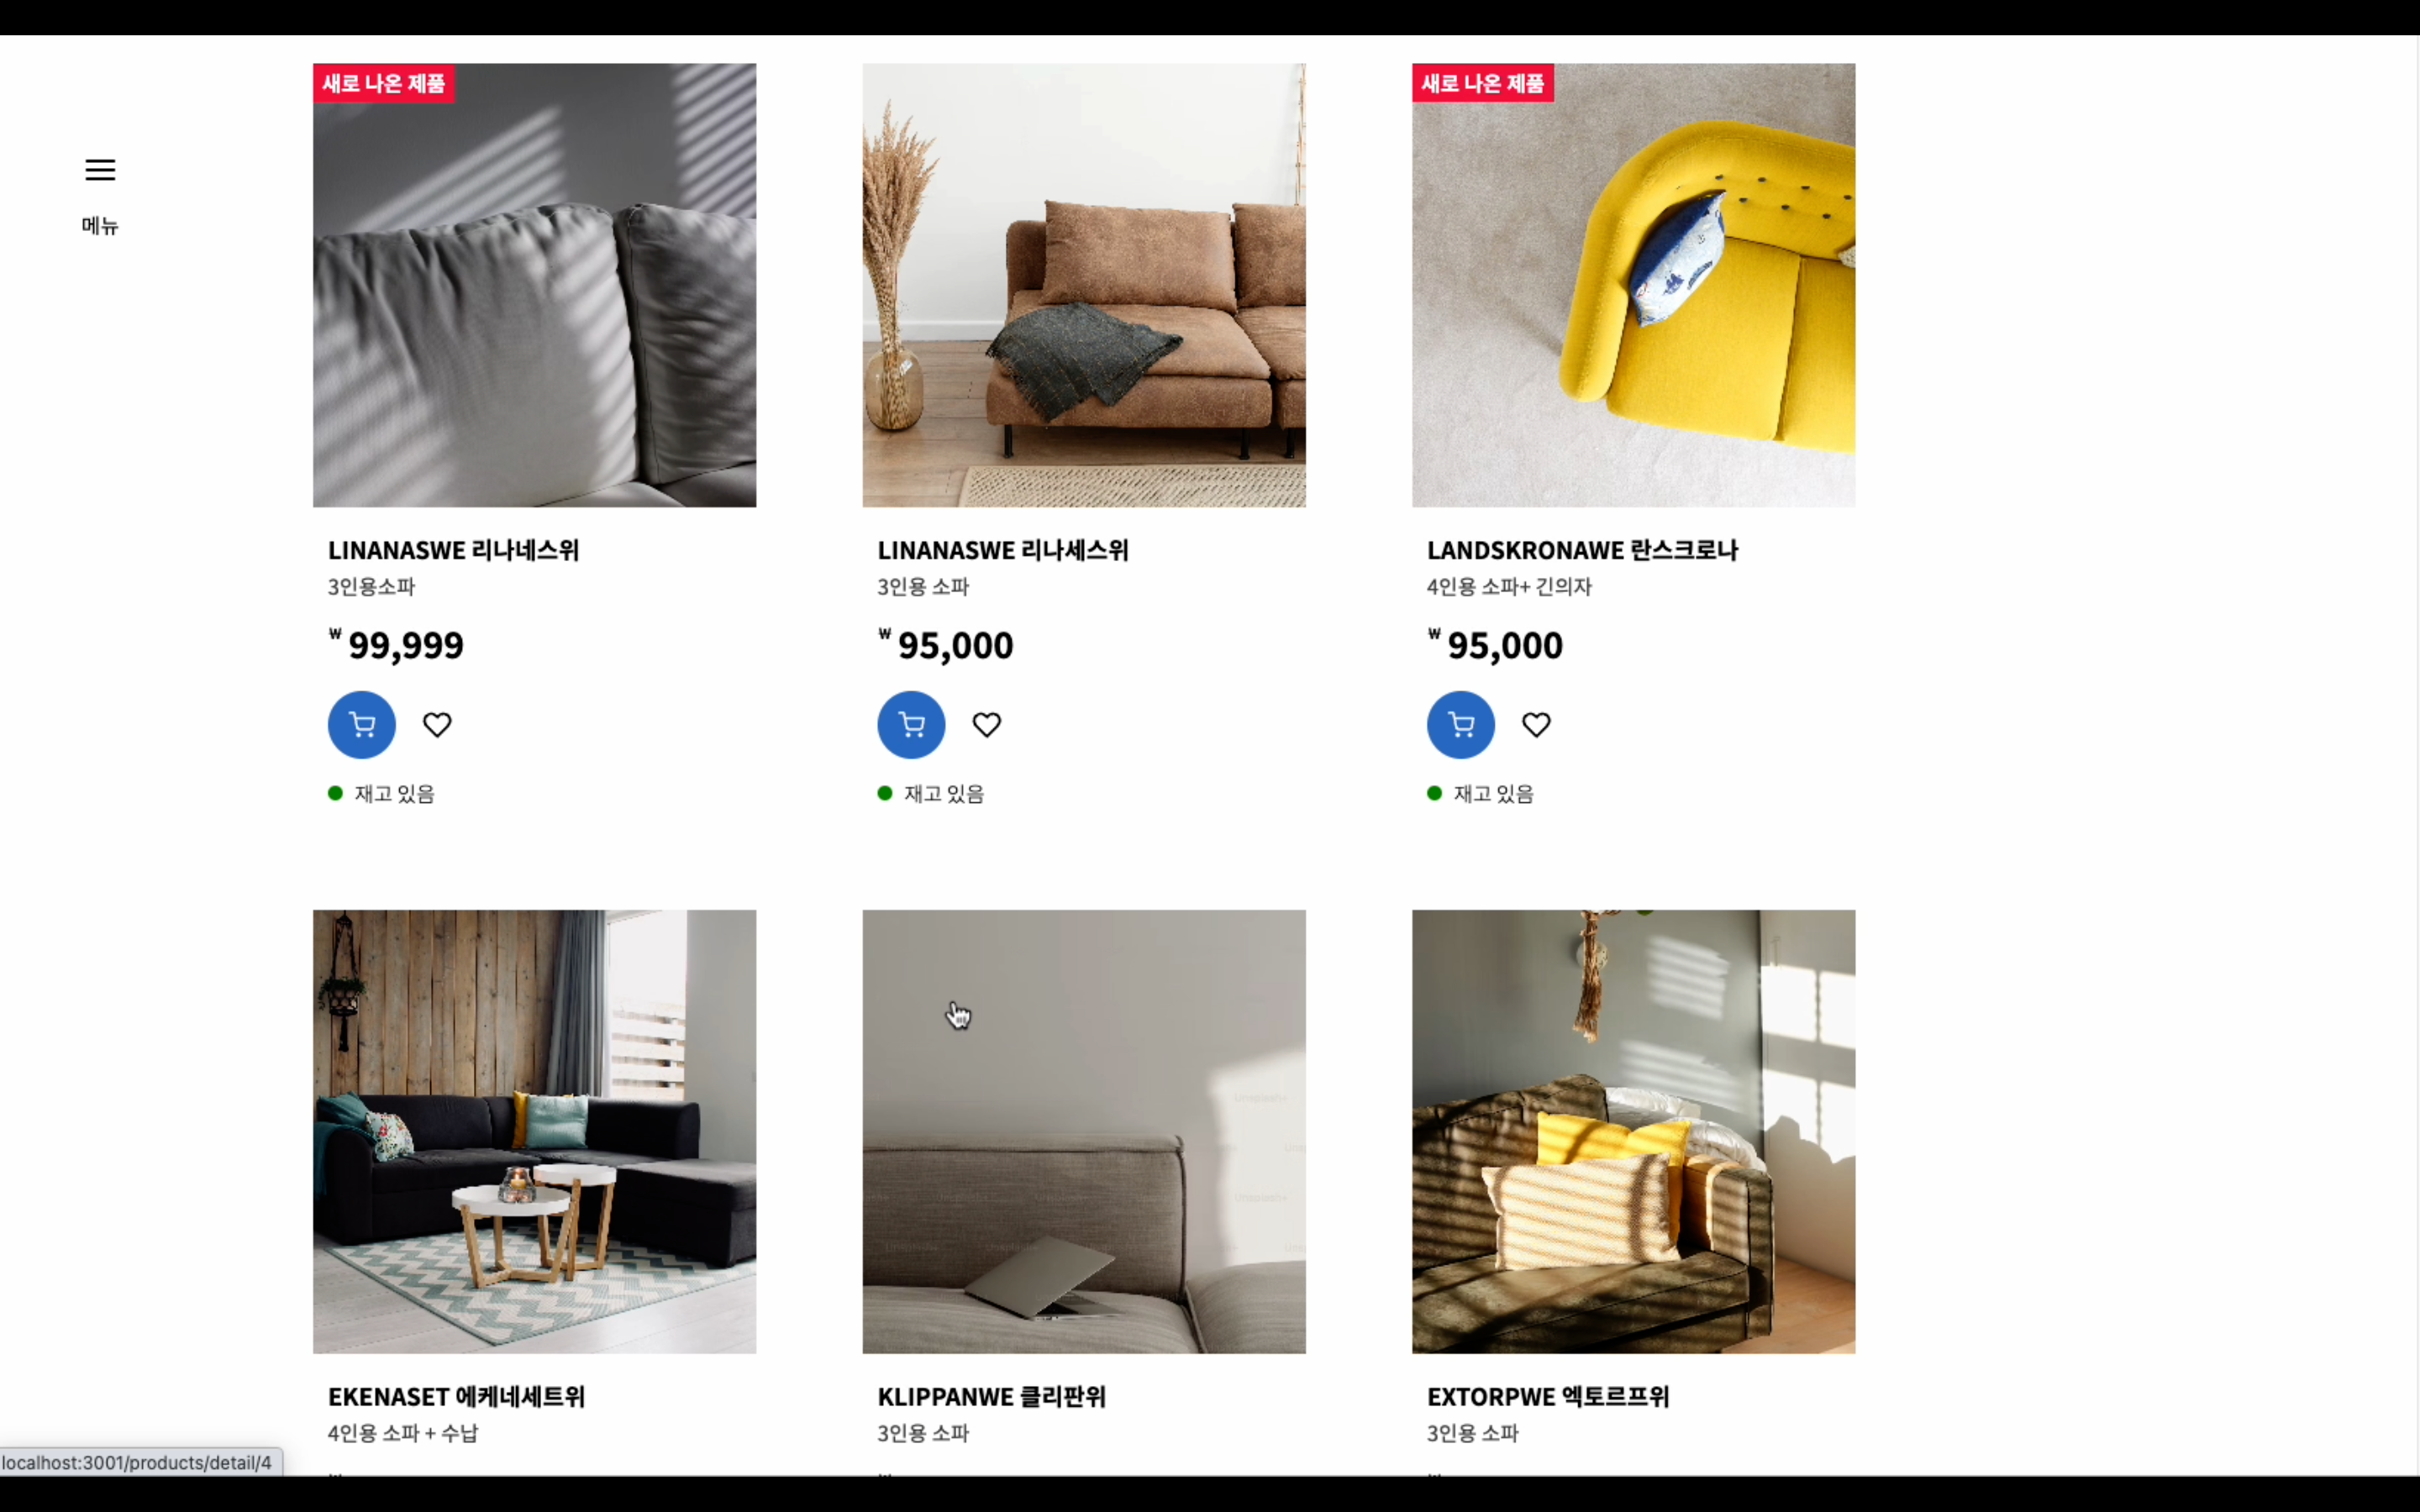 메뉴
새로 나온 제품
LINANASWE 리나네스위
3인용소파
₩ 99,999
재고 있음
LINANASWE 리나세스위
3인용 소파
₩ 95,000
재고 있음
새로 나온 제품
LANDSKRONAWE 란스크로나
4인용 소파+ 긴의자
₩ 95,000
재고 있음
EKENASET 에케네세트위
4인용 소파 + 수납
Unsplash+
Unsplash+
KLIPPANWE 클리판위
3인용 소파
EXTORPWE 엑토르프위
3인용 소파
localhost:3001/products/detail/4